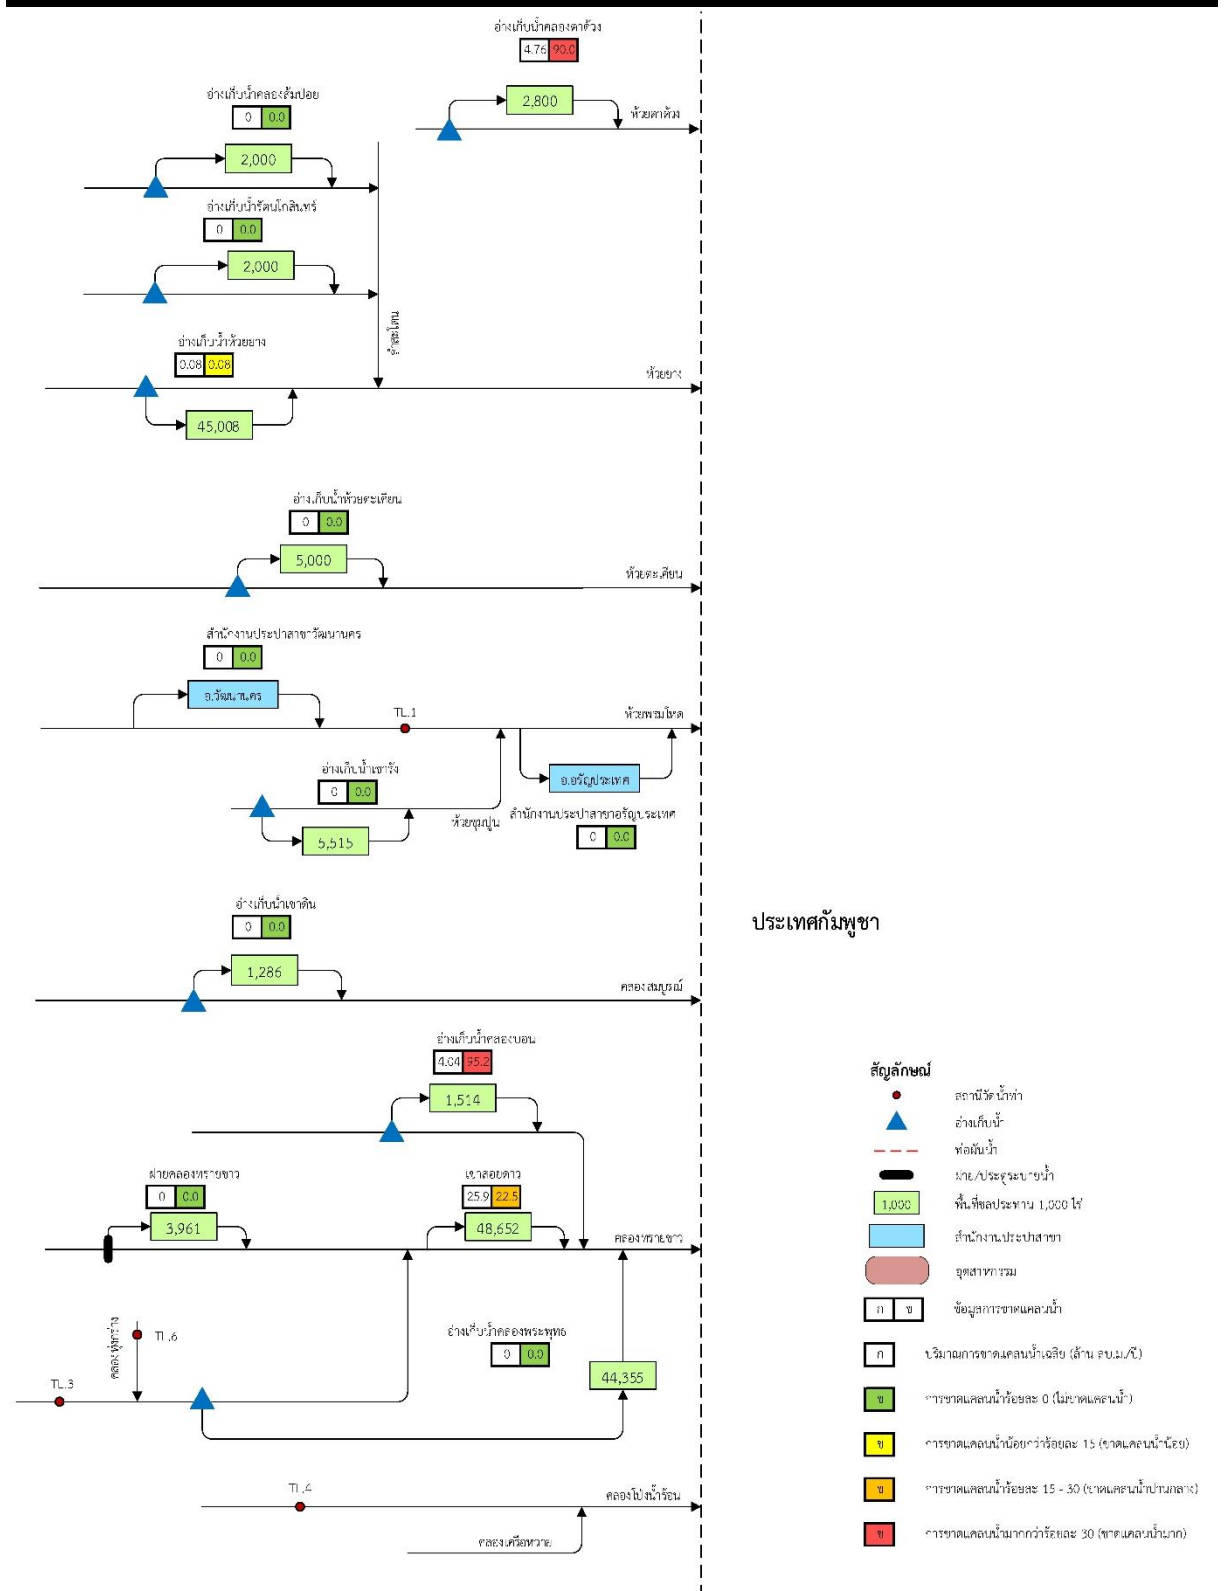 อ่างเก็บน้ำคลองตาด้วง
4.76 90.0
2,800
ห้วยตาด้วง
อ่างเก็บน้ำคลองส้มป่อย
0 0.0
2,000
อ่างเก็บน้ำรัตนโกสินทร์
0 0.0
2,000
ลำสะโตน
อ่างเก็บน้ำห้วยยาง
0.08 0.08
ห้วยยาง
45,008
อ่างเก็บน้ำห้วยตะเคียน
0 0.0
5,000
ห้วยตะเคียน
สำนักงานประปาสาขาวัฒนานคร
0 0.0
อ.วัฒนานคร
TL.1
ห้วยพรมโหด
อ่างเก็บน้ำเขารัง
0 0.0
อ.อรัญประเทศ
ห้วยชุมปูน
สำนักงานประปาสาขาอรัญประเทศ
5,515
0 0.0
อ่างเก็บน้ำเขาดิน
0 0.0
1,286
คลองสมบูรณ์
ประเทศกัมพูชา
อ่างเก็บน้ำคลองบอน
4.04 95.2
1,514
ฝายคลองทรายขาว
0 0.0
3,961
เขาสอยดาว
25.9 22.5
48,652
คลองทรายขาว
คลองทุ่งกร่าง
TL.6
อ่างเก็บน้ำคลองพระพุทธ
0 0.0
44,355
TL.3
TL.4
คลองโป่งน้ำร้อน
คลองเครือหวาย
สัญลักษณ์
สถานีวัดน้ำท่า
อ่างเก็บน้ำ
ท่อผันน้ำ
ฝาย/ประตูระบายน้ำ
1,000 พื้นที่ชลประทาน 1,000 ไร่
สำนักงานประปาสาขา
อุตสาหกรรม
ก ข ข้อมูลการขาดแคลนน้ำ
ก ปริมาณการขาดแคลนน้ำเฉลี่ย (ล้าน ลบ.ม./ปี)
ข การขาดแคลนน้ำร้อยละ 0 (ไม่ขาดแคลนน้ำ)
ข การขาดแคลนน้ำน้อยกว่าร้อยละ 15 (ขาดแคลนน้ำน้อย)
ข การขาดแคลนน้ำร้อยละ 15 - 30 (ขาดแคลนน้ำปานกลาง)
ข การขาดแคลนน้ำมากกว่าร้อยละ 30 (ขาดแคลนน้ำมาก)